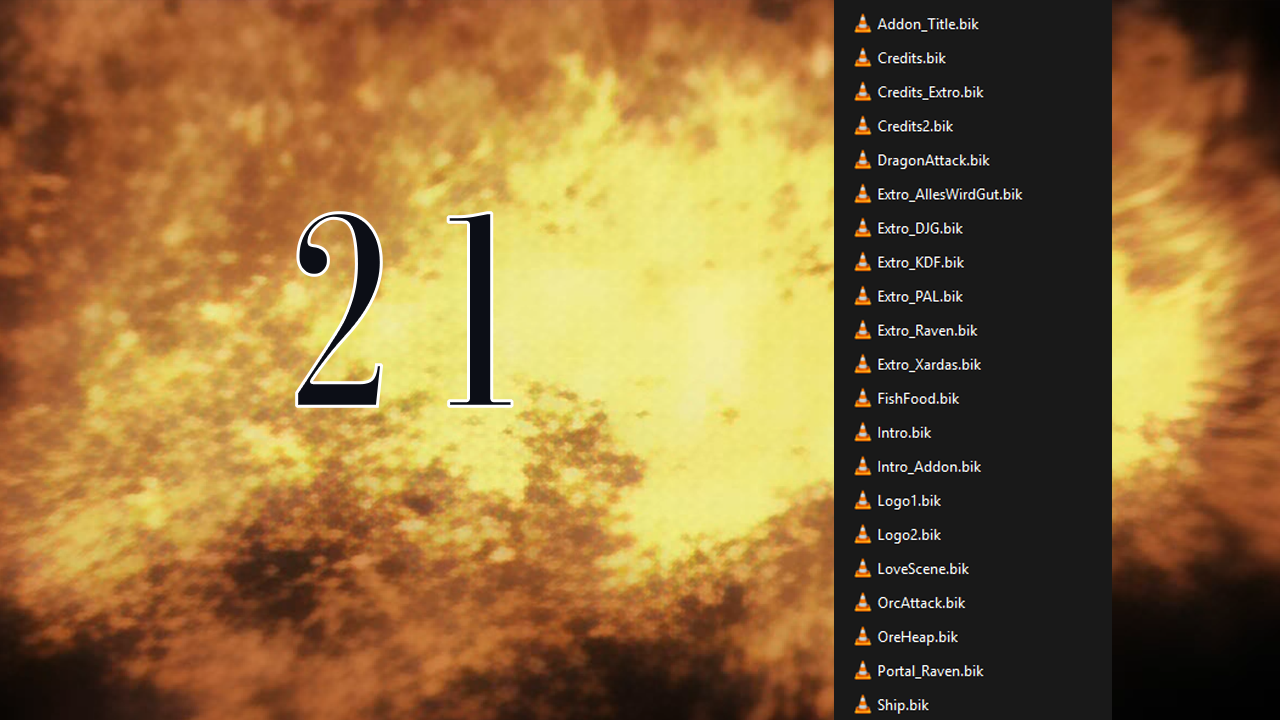 21
Addon_Title.bik
Credits.bik
Credits_Extro.bik
Credits2.bik
DragonAttack.bik
Extro_AllesWirdGut.bik
Extro_DJG.bik
Extro_KDF.bik
Extro_PAL.bik
Extro_Raven.bik
Extro_Xardas.bik
FishFood.bik
Intro.bik
Intro_Addon.bik
Logo1.bik
Logo2.bik
LoveScene.bik
OrcAttack.bik
OreHeap.bik
Portal_Raven.bik
Ship.bik